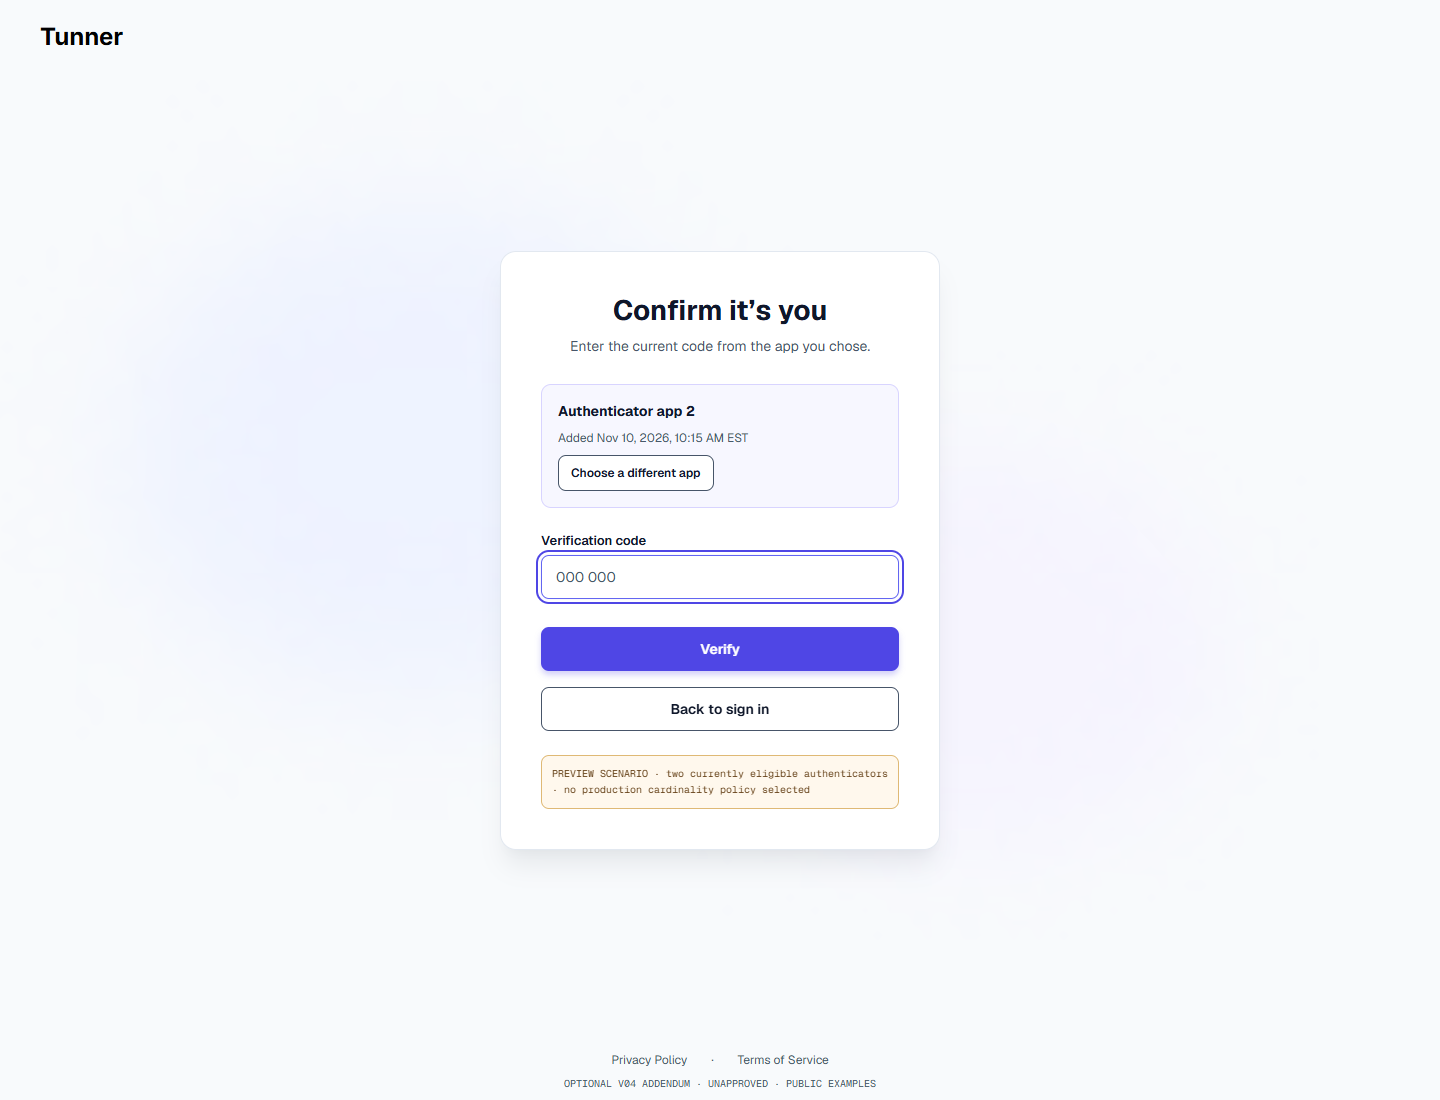 Tunner
Confirm it’s you
Enter the current code from the app you chose.
Authenticator app 2
Added Nov 10, 2026, 10:15 AM EST
Choose a different app
Verification code
000 000
Verify
Back to sign in
PREVIEW SCENARIO · two currently eligible authenticators
· no production cardinality policy selected
Privacy Policy · Terms of Service
OPTIONAL V04 ADDENDUM · UNAPPROVED · PUBLIC EXAMPLES